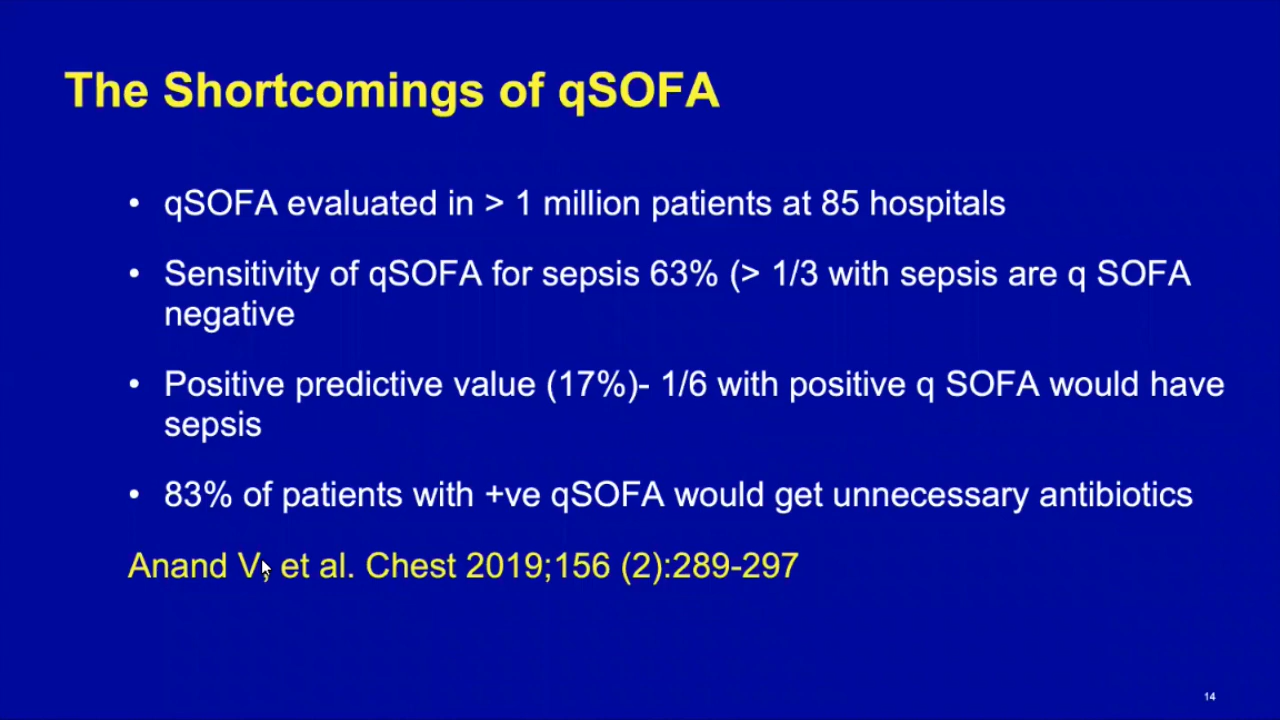 The Shortcomings of qSOFA
• qSOFA evaluated in > 1 million patients at 85 hospitals
• Sensitivity of qSOFA for sepsis 63% (> 1/3 with sepsis are q SOFA
negative
• Positive predictive value (17%)- 1/6 with positive q SOFA would have
sepsis
• 83% of patients with +ve qSOFA would get unnecessary antibiotics
Anand V, et al. Chest 2019;156 (2):289-297
14